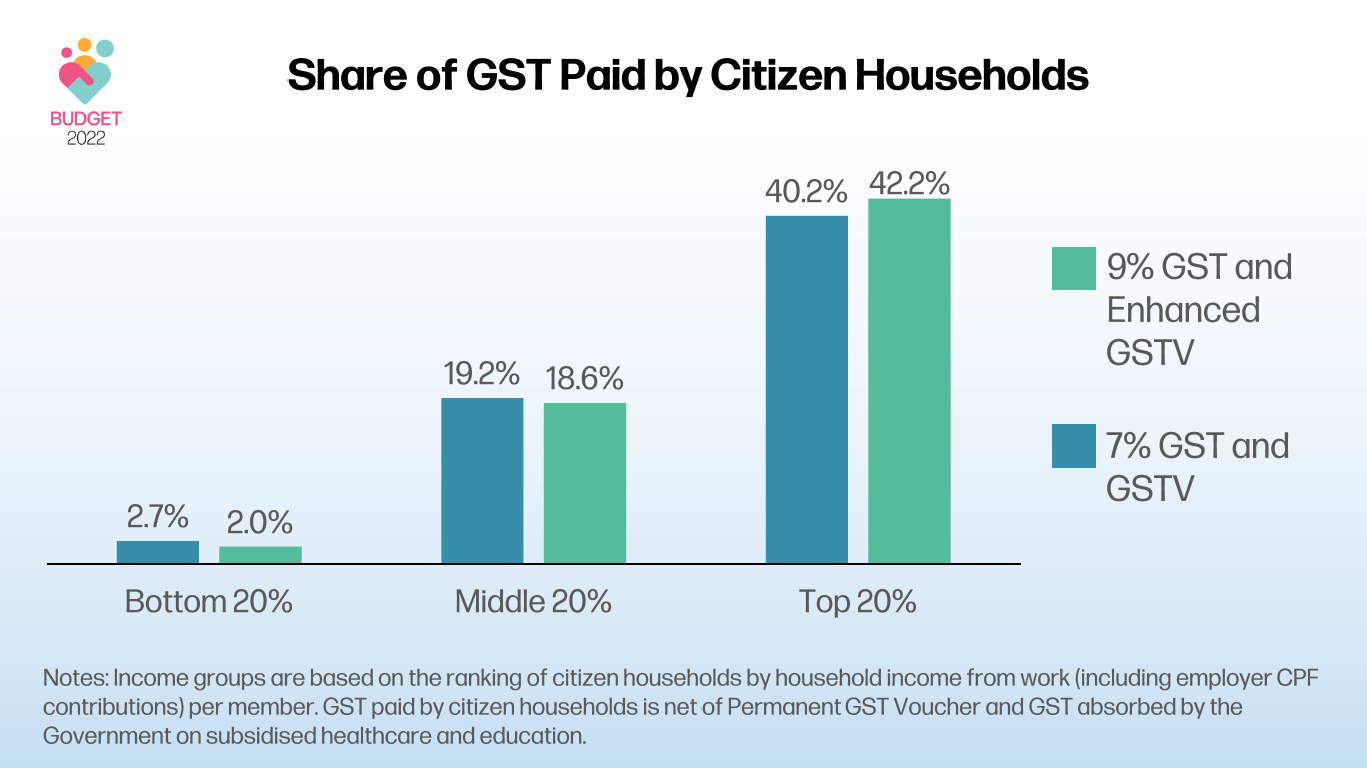 BUDGET
2022
Share of GST Paid by Citizen Households
40.2%
42.2%
19.2%
18.6%
2.7%
2.0%
Bottom 20%
Middle 20%
Top 20%
9% GST and
Enhanced
GSTV
7% GST and
GSTV
Notes: Income groups are based on the ranking of citizen households by household income from work (including employer CPF
contributions) per member. GST paid by citizen households is net of Permanent GST Voucher and GST absorbed by the
Government on subsidised healthcare and education.